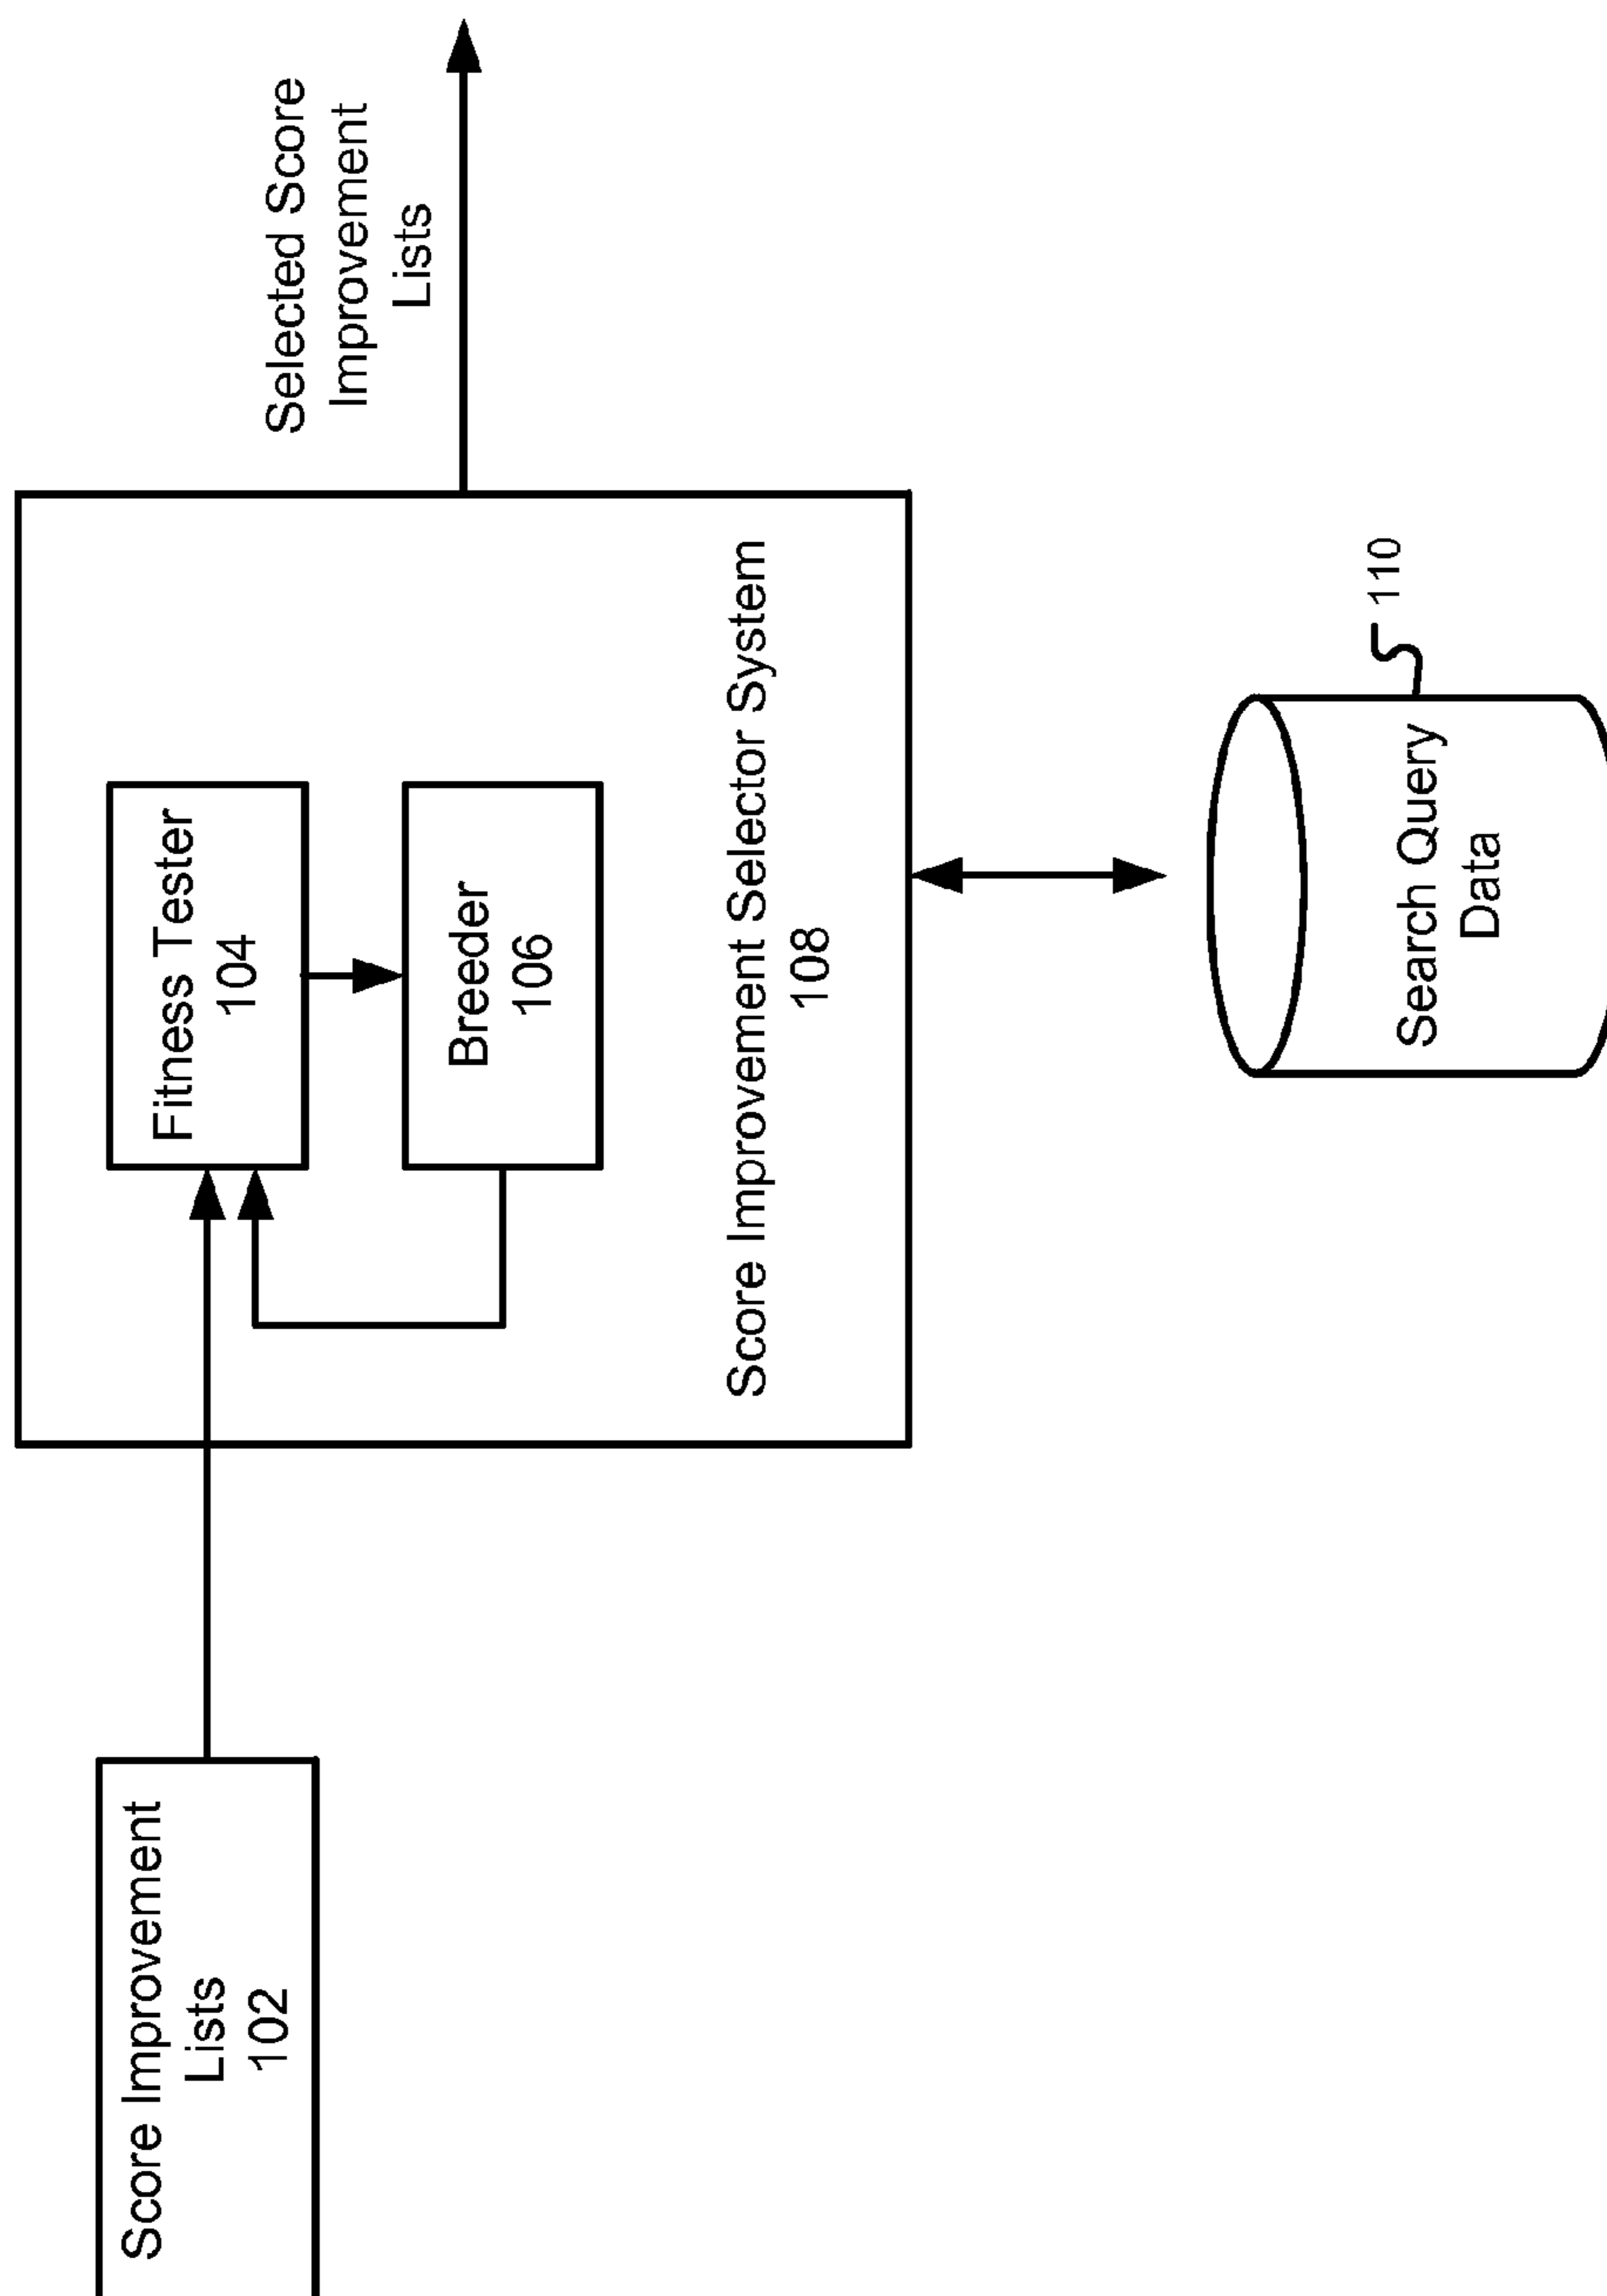 Score Improvement
Lists
102
Fitness Tester
104
Breeder
106
Score Improvement Selector System
108
Selected Score
Improvement
Lists
Search Query
Data
110